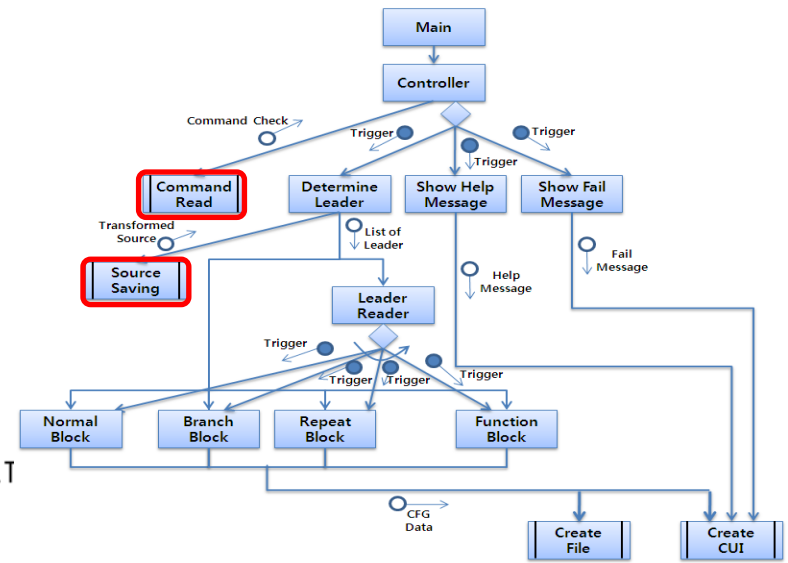 Main
Controller
Command Check
Trigger
Trigger
Trigger
Command
Read
Determine
Leader
Show Help
Message
Show Fail
Message
Transformed
Source
List of
Leader
Source
Saving
Help
Message
Fail
Message
Leader
Reader
Trigger
Trigger
Trigger
Trigger
Normal
Block
Branch
Block
Repeat
Block
Function
Block
CFG
Data
Create
File
Create
CUI